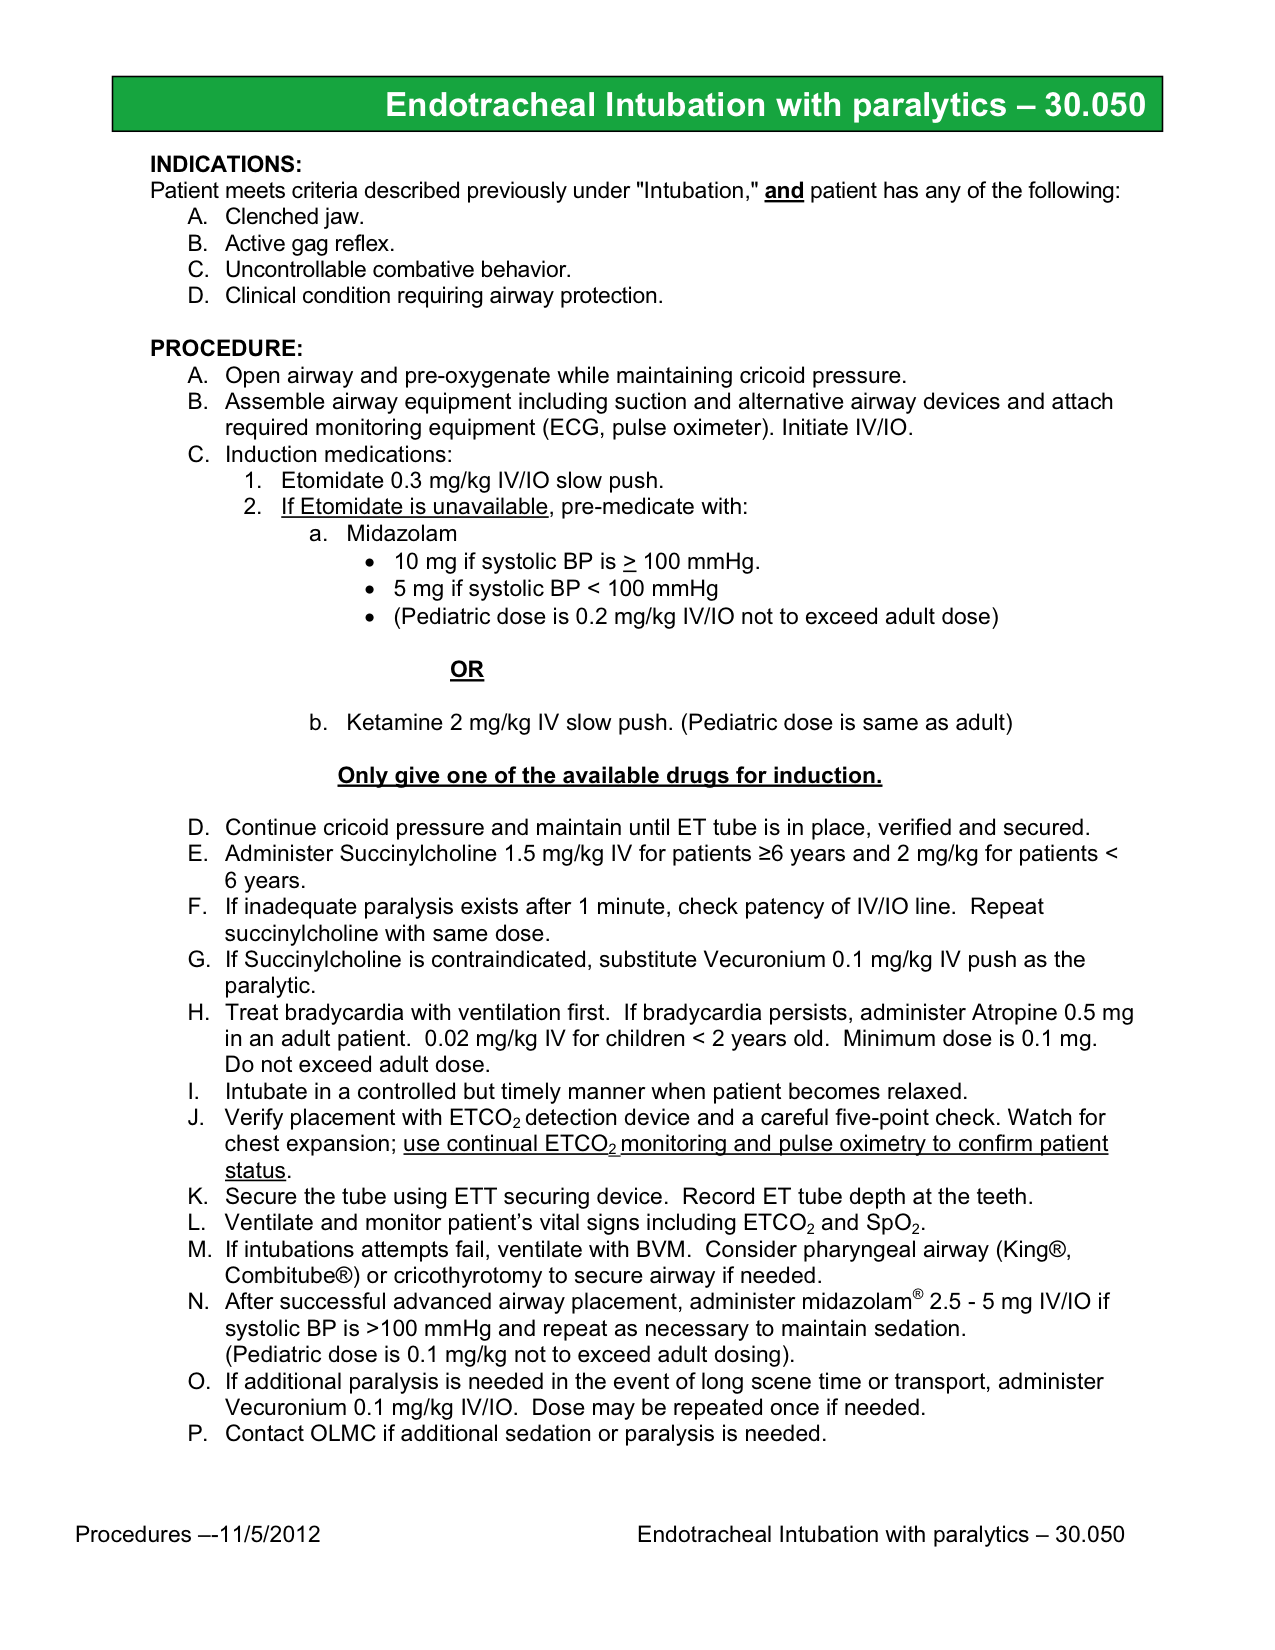 Endotracheal Intubation with paralytics – 30.050
INDICATIONS:
Patient meets criteria described previously under "Intubation," and patient has any of the following:
A. Clenched jaw.
B. Active gag reflex.
C. Uncontrollable combative behavior.
D. Clinical condition requiring airway protection.
PROCEDURE:
A. Open airway and pre-oxygenate while maintaining cricoid pressure.
B. Assemble airway equipment including suction and alternative airway devices and attach
required monitoring equipment (ECG, pulse oximeter). Initiate IV/IO.
C. Induction medications:
1. Etomidate 0.3 mg/kg IV/IO slow push.
2. If Etomidate is unavailable, pre-medicate with:
a. Midazolam
• 10 mg if systolic BP is ≥ 100 mmHg.
• 5 mg if systolic BP < 100 mmHg
• (Pediatric dose is 0.2 mg/kg IV/IO not to exceed adult dose)
OR
b. Ketamine 2 mg/kg IV slow push. (Pediatric dose is same as adult)
Only give one of the available drugs for induction.
D. Continue cricoid pressure and maintain until ET tube is in place, verified and secured.
E. Administer Succinylcholine 1.5 mg/kg IV for patients ≥6 years and 2 mg/kg for patients <
6 years.
F. If inadequate paralysis exists after 1 minute, check patency of IV/IO line. Repeat
succinylcholine with same dose.
G. If Succinylcholine is contraindicated, substitute Vecuronium 0.1 mg/kg IV push as the
paralytic.
H. Treat bradycardia with ventilation first. If bradycardia persists, administer Atropine 0.5 mg
in an adult patient. 0.02 mg/kg IV for children < 2 years old. Minimum dose is 0.1 mg.
Do not exceed adult dose.
I. Intubate in a controlled but timely manner when patient becomes relaxed.
J. Verify placement with ETCO₂ detection device and a careful five-point check. Watch for
chest expansion; use continual ETCO₂ monitoring and pulse oximetry to confirm patient
status.
K. Secure the tube using ETT securing device. Record ET tube depth at the teeth.
L. Ventilate and monitor patient’s vital signs including ETCO₂ and SpO₂.
M. If intubations attempts fail, ventilate with BVM. Consider pharyngeal airway (King®,
Combitube®) or cricothyrotomy to secure airway if needed.
N. After successful advanced airway placement, administer midazolam® 2.5 - 5 mg IV/IO if
systolic BP is >100 mmHg and repeat as necessary to maintain sedation.
(Pediatric dose is 0.1 mg/kg not to exceed adult dosing).
O. If additional paralysis is needed in the event of long scene time or transport, administer
Vecuronium 0.1 mg/kg IV/IO. Dose may be repeated once if needed.
P. Contact OLMC if additional sedation or paralysis is needed.
Procedures –-11/5/2012
Endotracheal Intubation with paralytics – 30.050